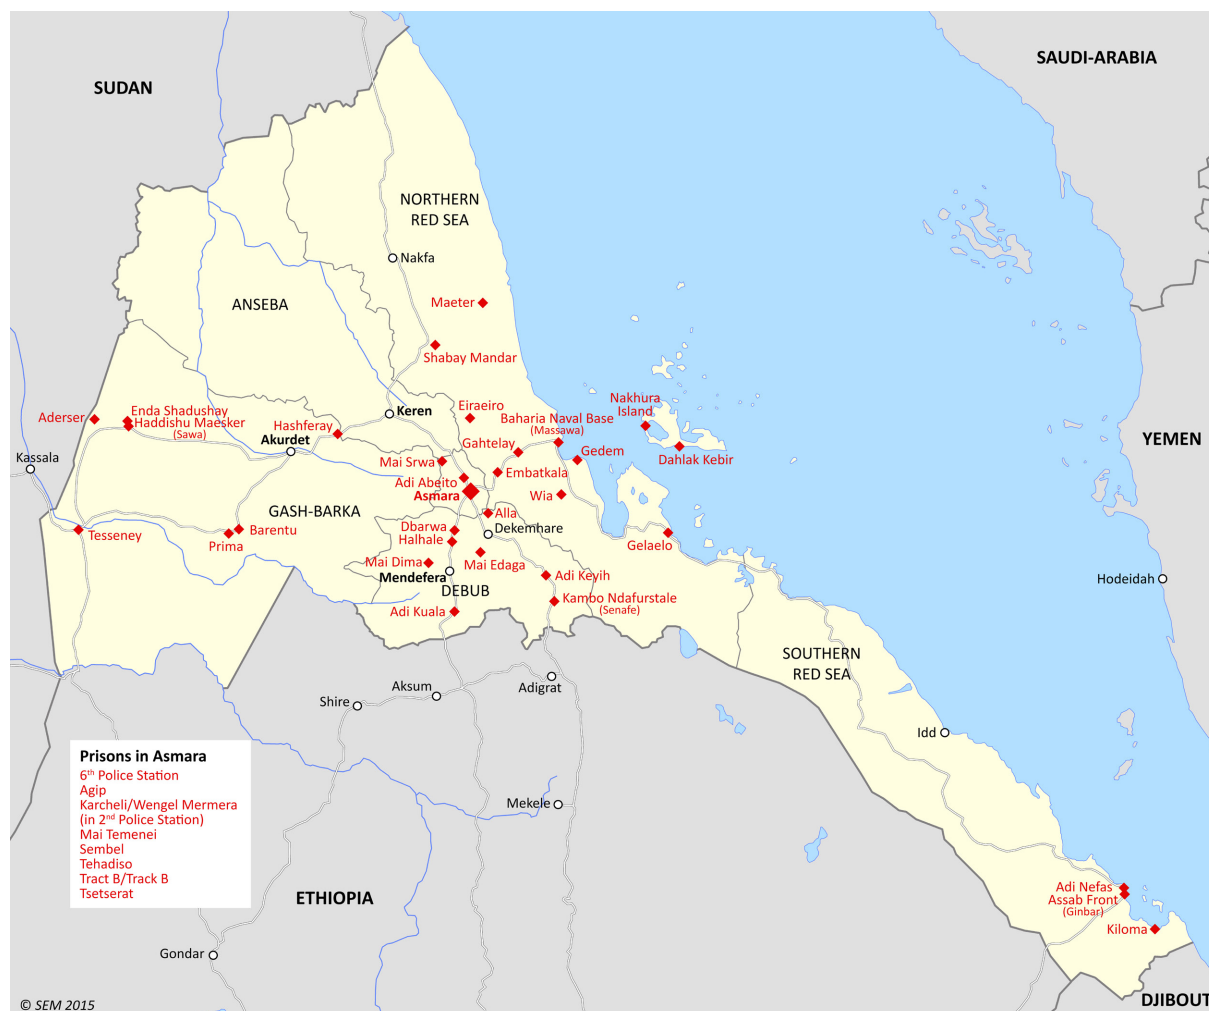 SUDAN
SAUDI-ARABIA
NORTHERN
RED SEA
Nakfa
ANSEBA
Maeter
Shabay Mandar
Nakhura
Island
Enda Shadushay
Aderser
Haddishu Maesker
(Sawa)
Keren
Eiraeiro
Baharia Naval Base
(Massawa)
Hashferay
Akurdet
Gahtelay
Gedem
Dahlak Kebir
YEMEN
Kassala
Mai Srwa
Embatkala
Adi Abeito
Asmara
Wia
GASH-BARKA
Alla
Tesseney
Barentu
Prima
Dbarwa
Halhale
Dekemhare
Gelaelo
Mai Dima
Mai Edaga
Mendefera
DEBUB
Adi Keyih
Hodeidah
Kambo Ndafurstale
(Senafe)
Adi Kuala
SOUTHERN
RED SEA
Shire
Aksum
Adigrat
Idd
Prisons in Asmara
6th Police Station
Agip
Karcheli/Wengel Mermera
(in 2nd Police Station)
Mai Temenei
Sembel
Tehadiso
Tract B/Track B
Tsetserat
Mekele
ETHIOPIA
Adi Nefas
Assab Front
(Ginbar)
Kiloma
Gondar
DJIBOUT
© SEM 2015